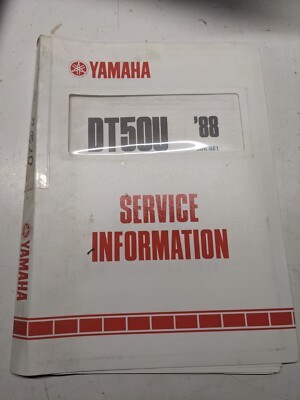 YAMAHA
DT50U '88
SERVICE
INFORMATION
YAMAHA